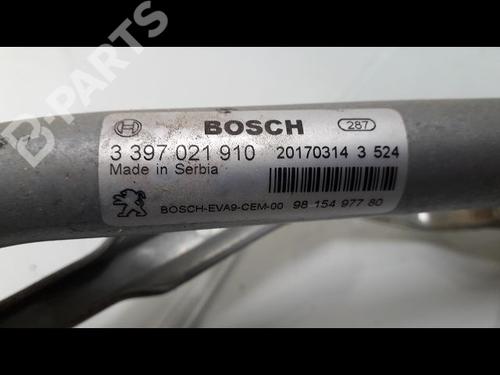 B-PARTS
BOSCH 287
3 397 021 910 20170314 3 524
Made in Serbia
BOSCH-EVA9-CEM-00 98 154 977 80